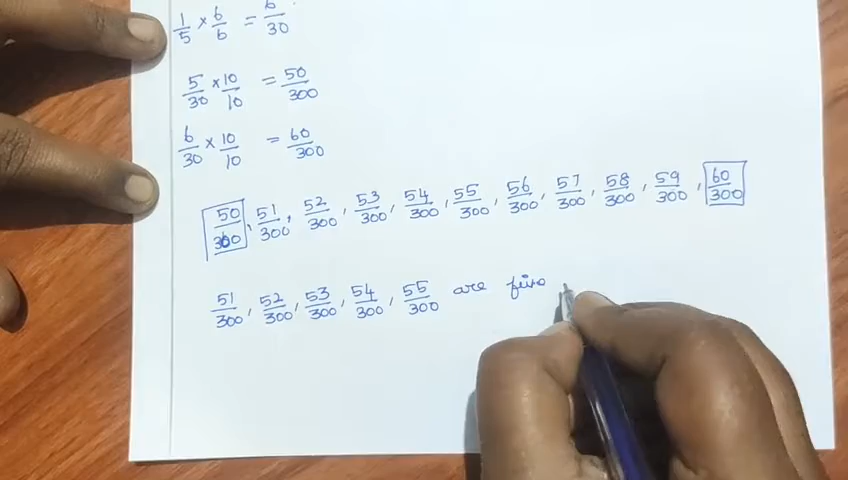 1/5 × 6/6 = 6/30
5/30 × 10/10 = 50/300
6/30 × 10/10 = 60/300
50/300, 51/300, 52/300, 53/300, 54/300, 55/300, 56/300, 57/300, 58/300, 59/300, 60/300
51/300, 52/300, 53/300, 54/300, 55/300 are